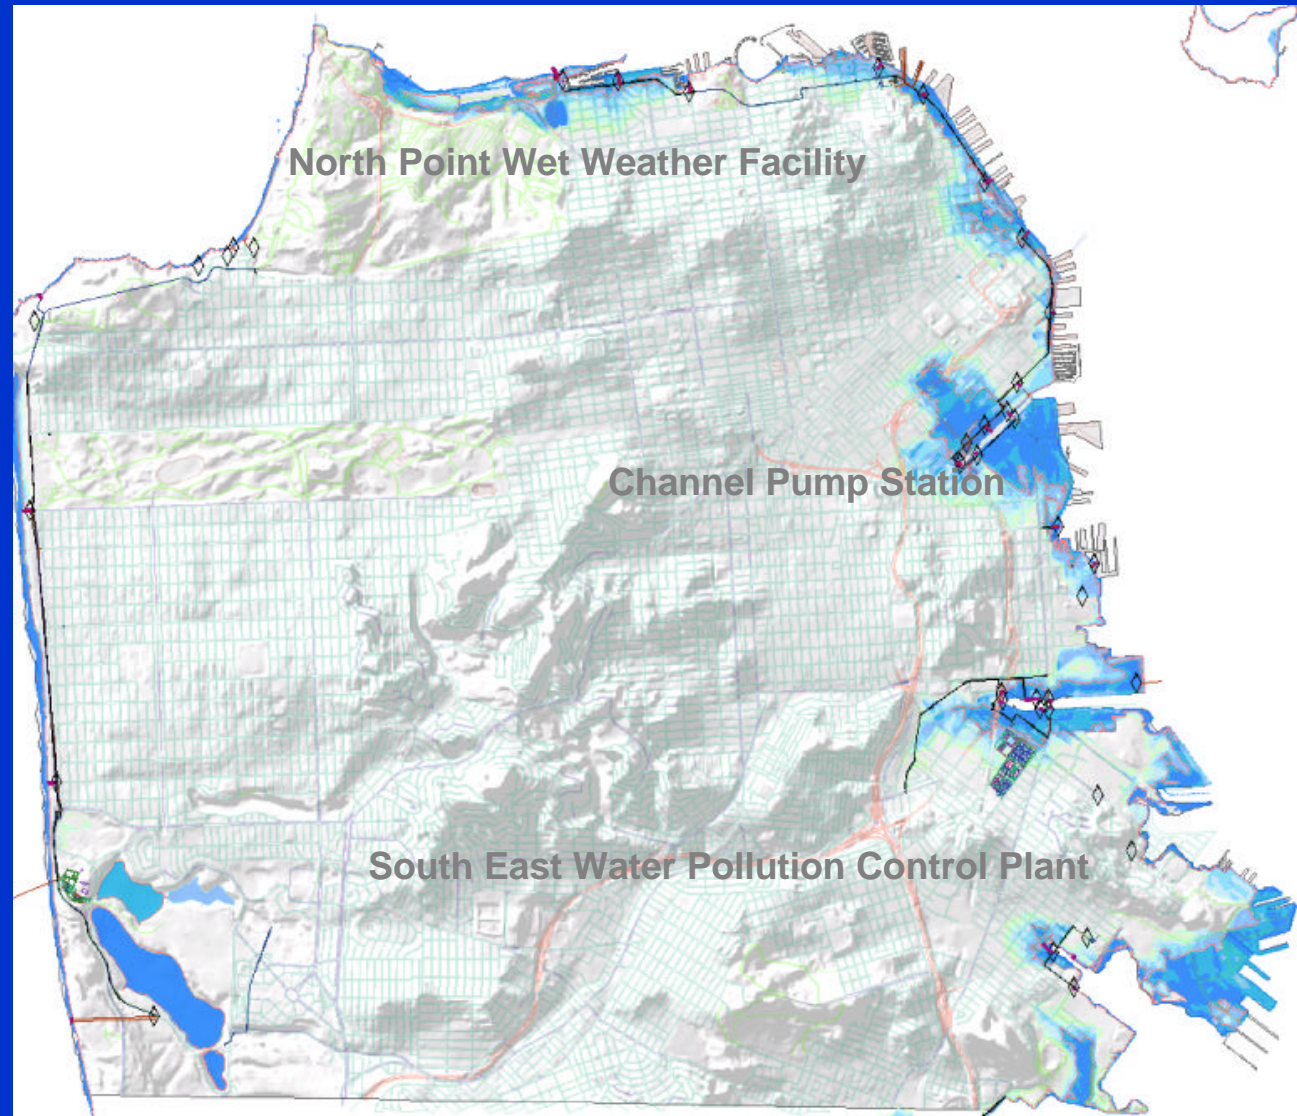 North Point Wet Weather Facility
Channel Pump Station
South East Water Pollution Control Plant